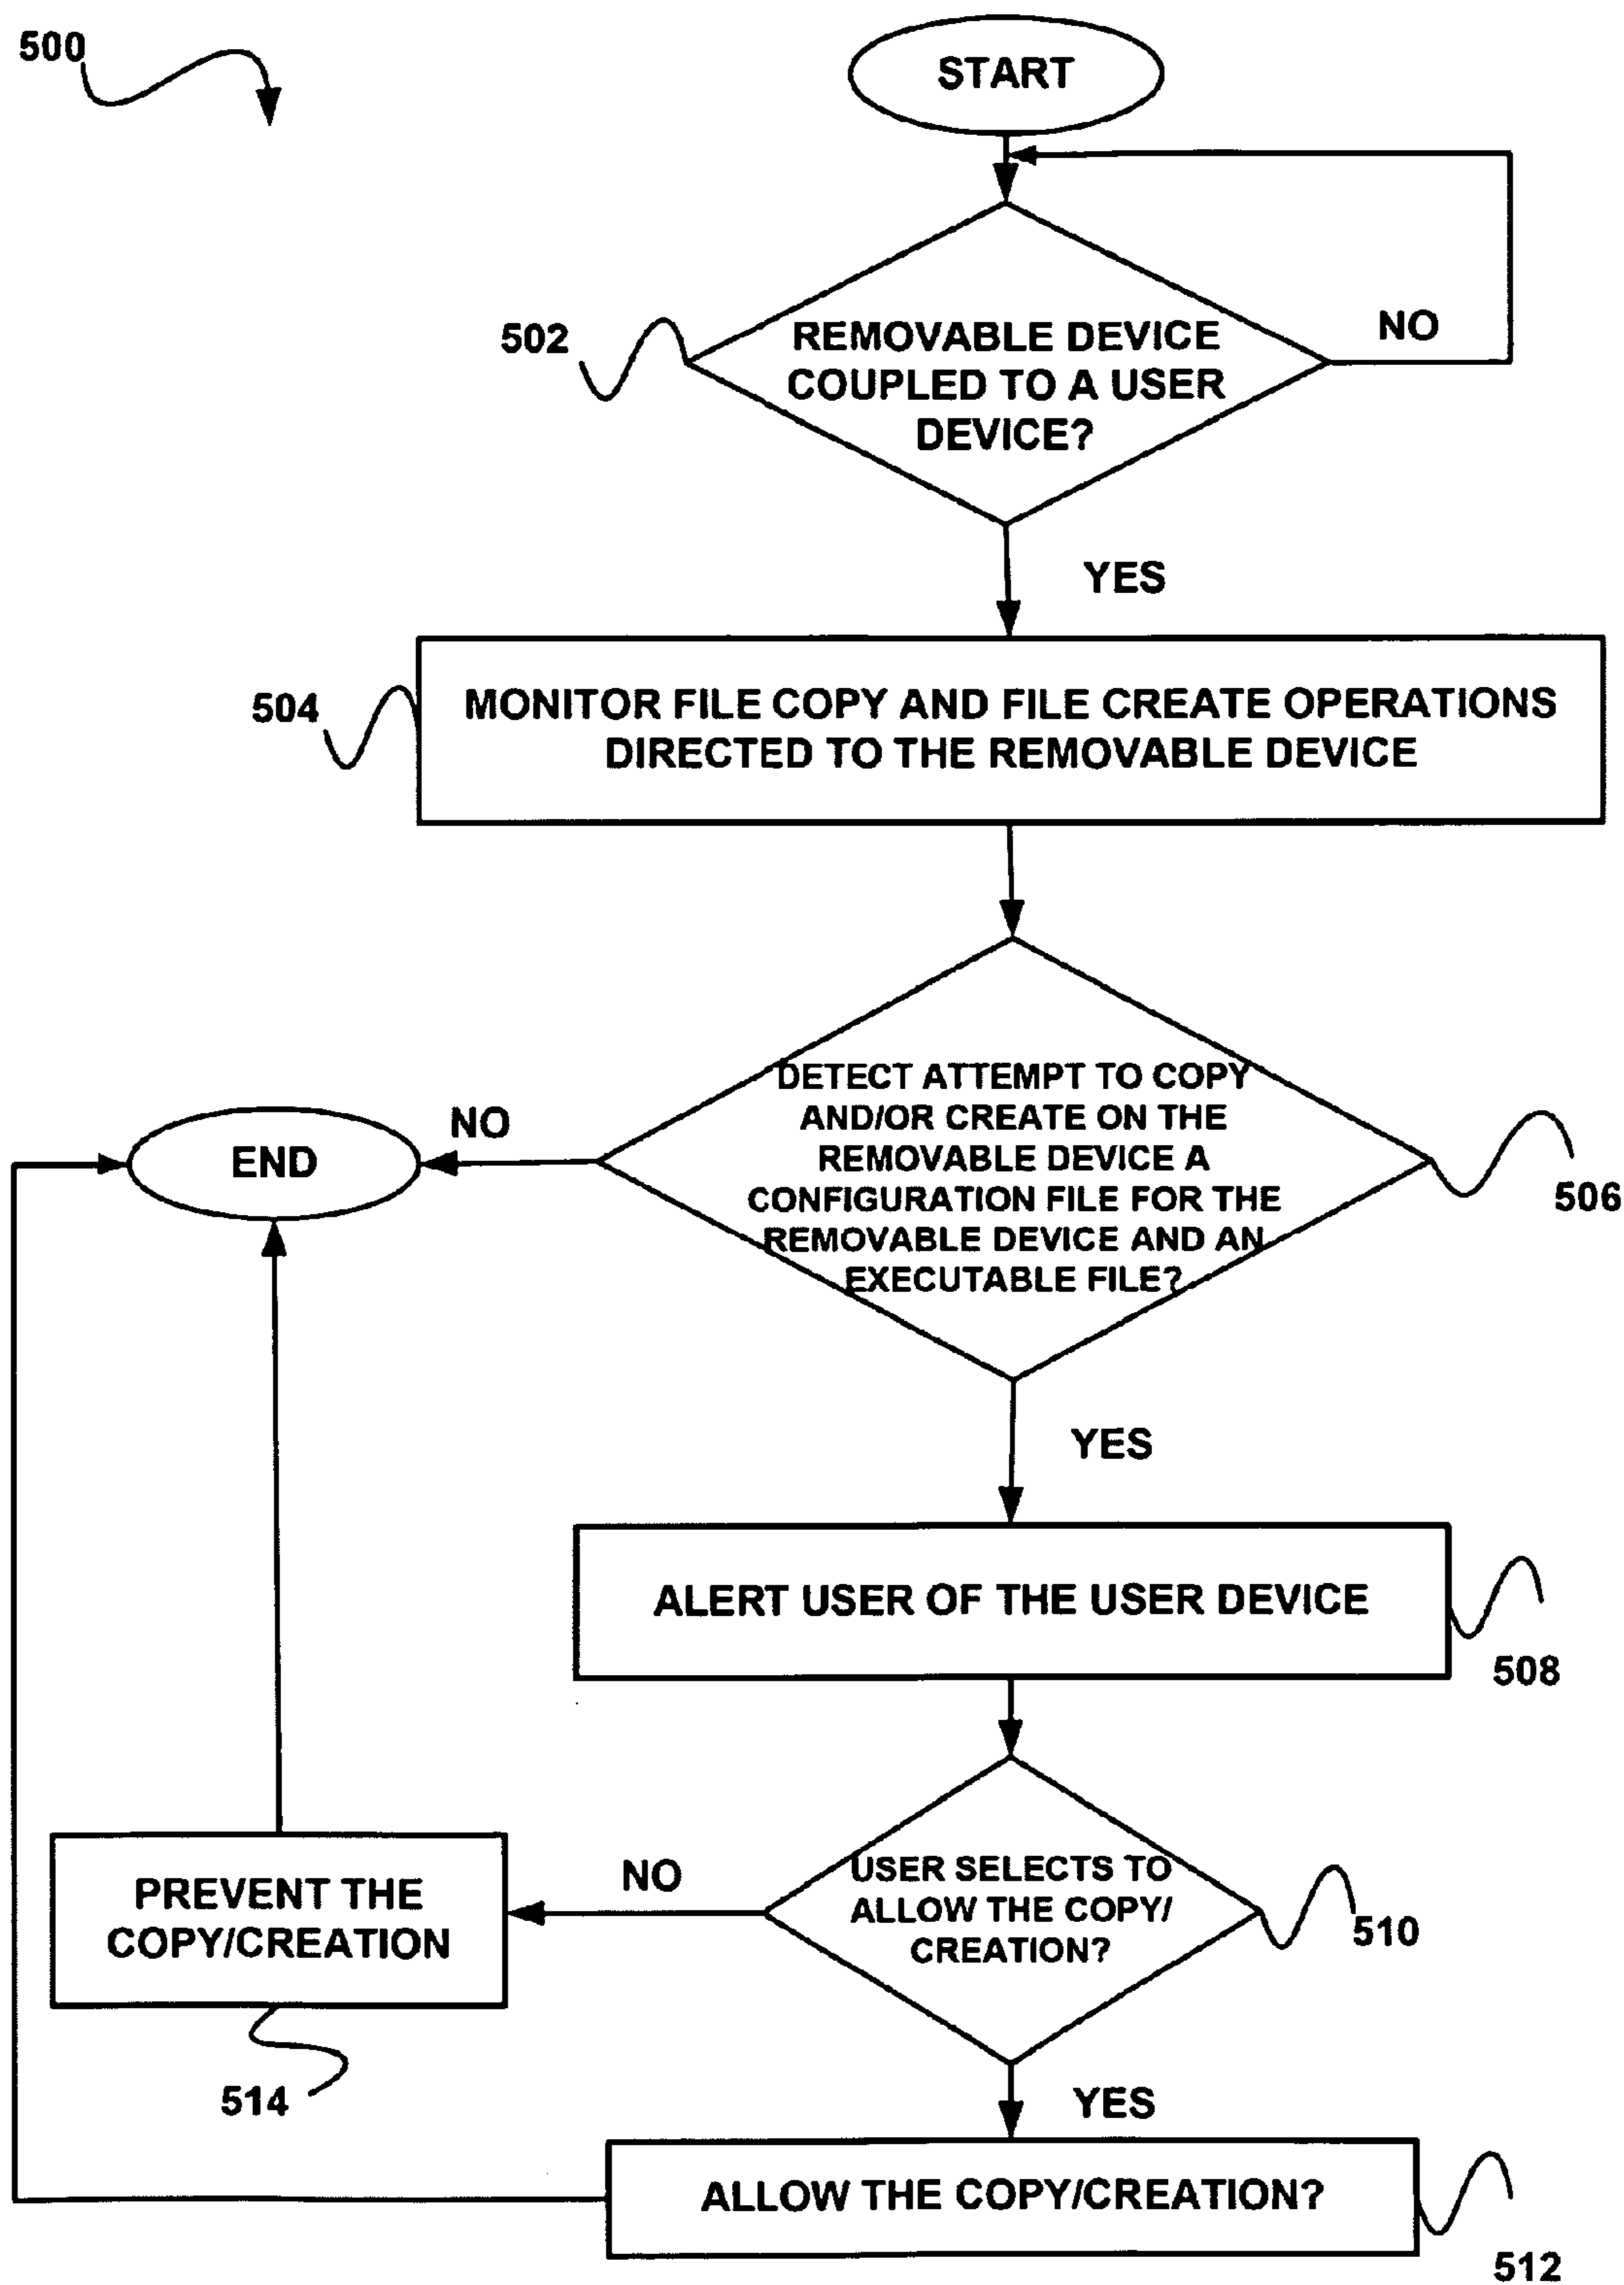 500
START
502
REMOVABLE DEVICE
COUPLED TO A USER
DEVICE?
NO
YES
504
MONITOR FILE COPY AND FILE CREATE OPERATIONS
DIRECTED TO THE REMOVABLE DEVICE
DETECT ATTEMPT TO COPY
AND/OR CREATE ON THE
REMOVABLE DEVICE A
CONFIGURATION FILE FOR THE
REMOVABLE DEVICE AND AN
EXECUTABLE FILE?
506
NO
END
YES
ALERT USER OF THE USER DEVICE
508
USER SELECTS TO
ALLOW THE COPY/
CREATION?
510
NO
PREVENT THE
COPY/CREATION
514
YES
ALLOW THE COPY/CREATION?
512